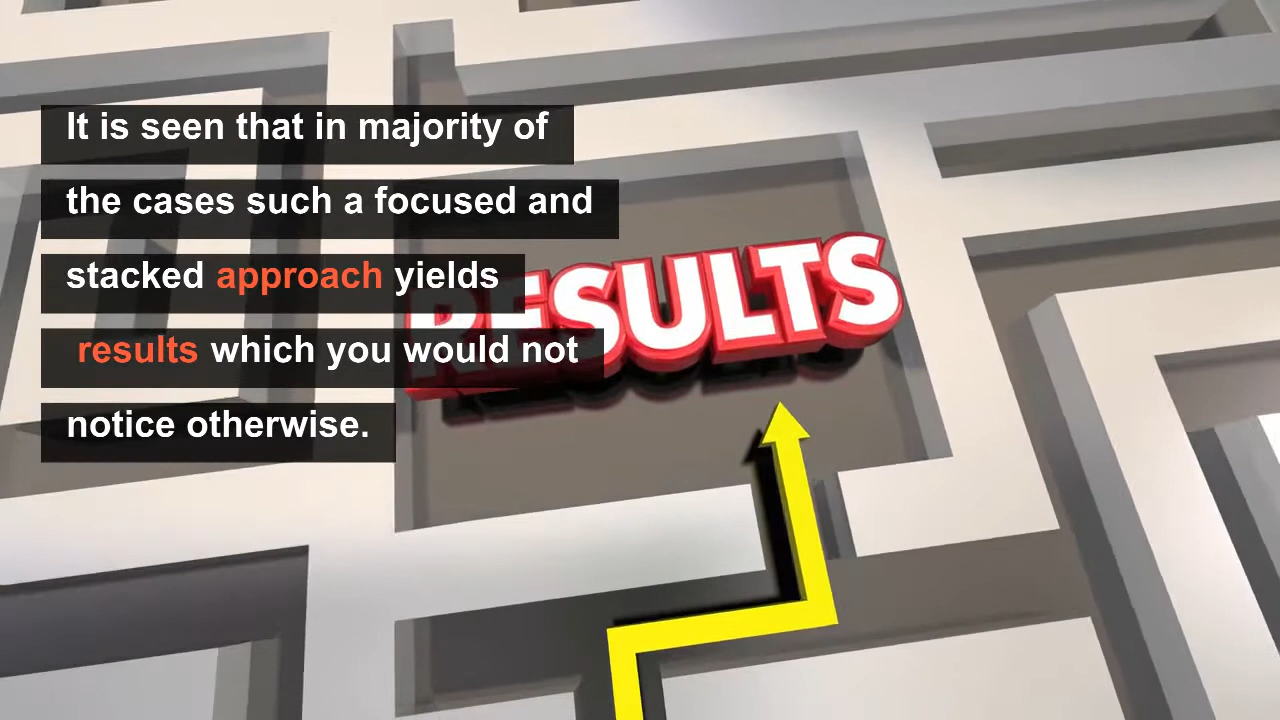 It is seen that in majority of
the cases such a focused and
stacked approach yields
results which you would not
notice otherwise.
RESULTS